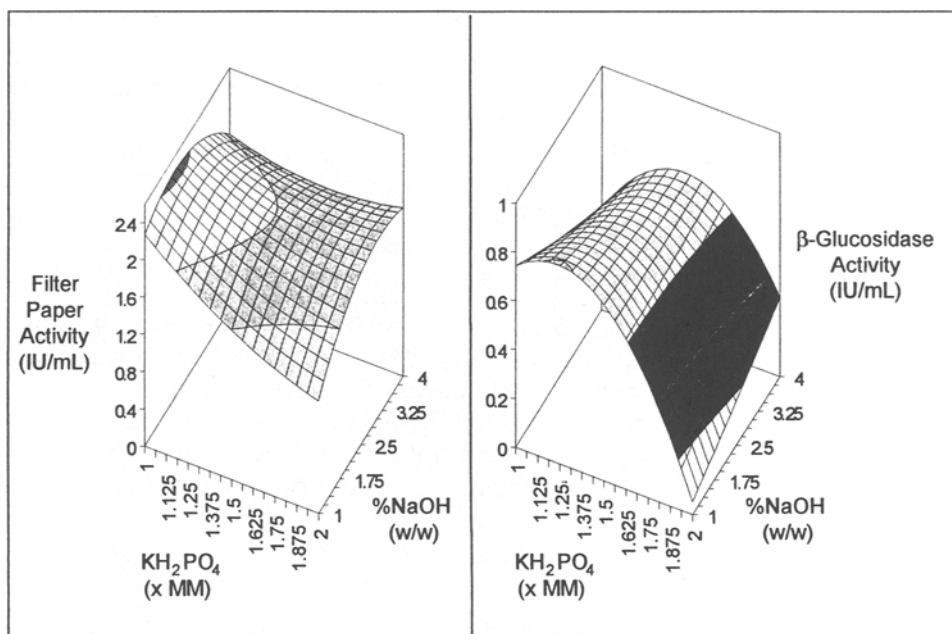 Filter
Paper
Activity
(IU/mL)
2.4
2
1.6
1.2
0.8
0.4
0
1
1.125
1.25
1.375
1.5
1.625
1.75
1.875
2
KH2PO4
(x MM)
1
1.75
2.5
3.25
4
%NaOH
(w/w)
1
0.8
0.6
0.4
0.2
0
β-Glucosidase
Activity
(IU/mL)
1
1.125
1.25
1.375
1.5
1.625
1.75
1.875
2
KH2PO4
(x MM)
1
1.75
2.5
3.25
4
%NaOH
(w/w)